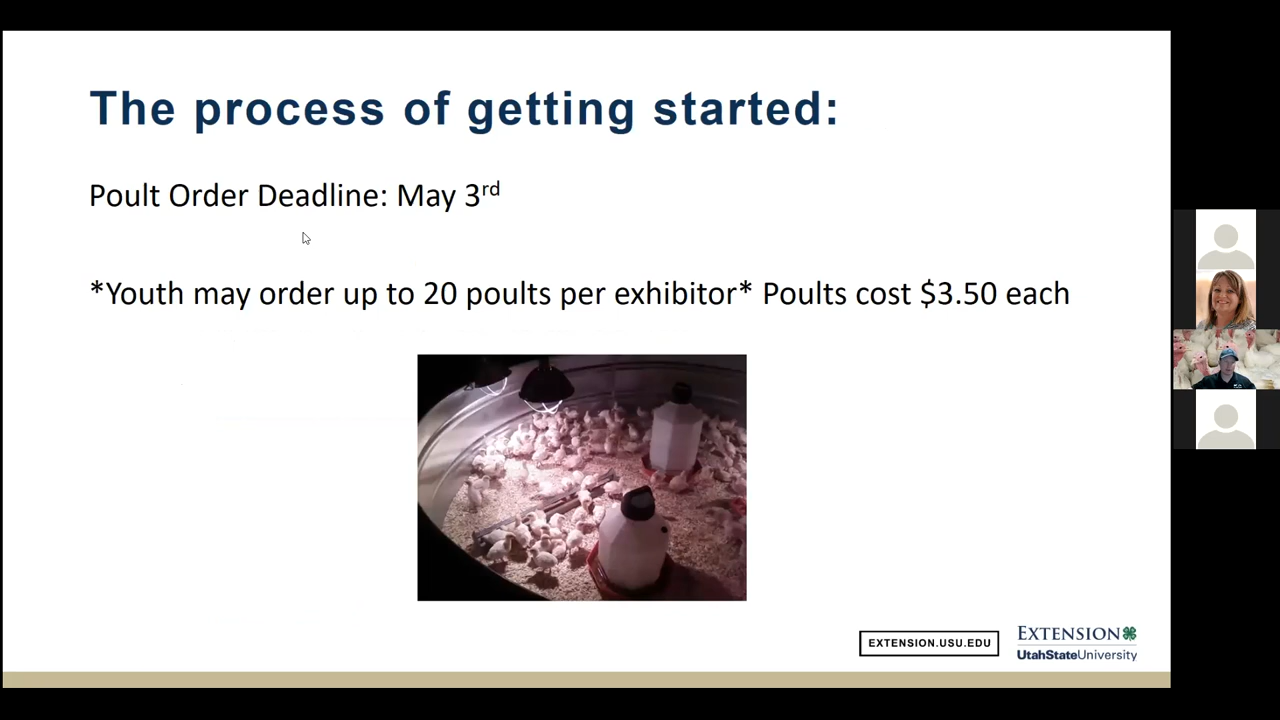 The process of getting started:
Poult Order Deadline: May 3rd
*Youth may order up to 20 poults per exhibitor* Poults cost $3.50 each
EXTENSION.USU.EDU
EXTENSION
UtahStateUniversity